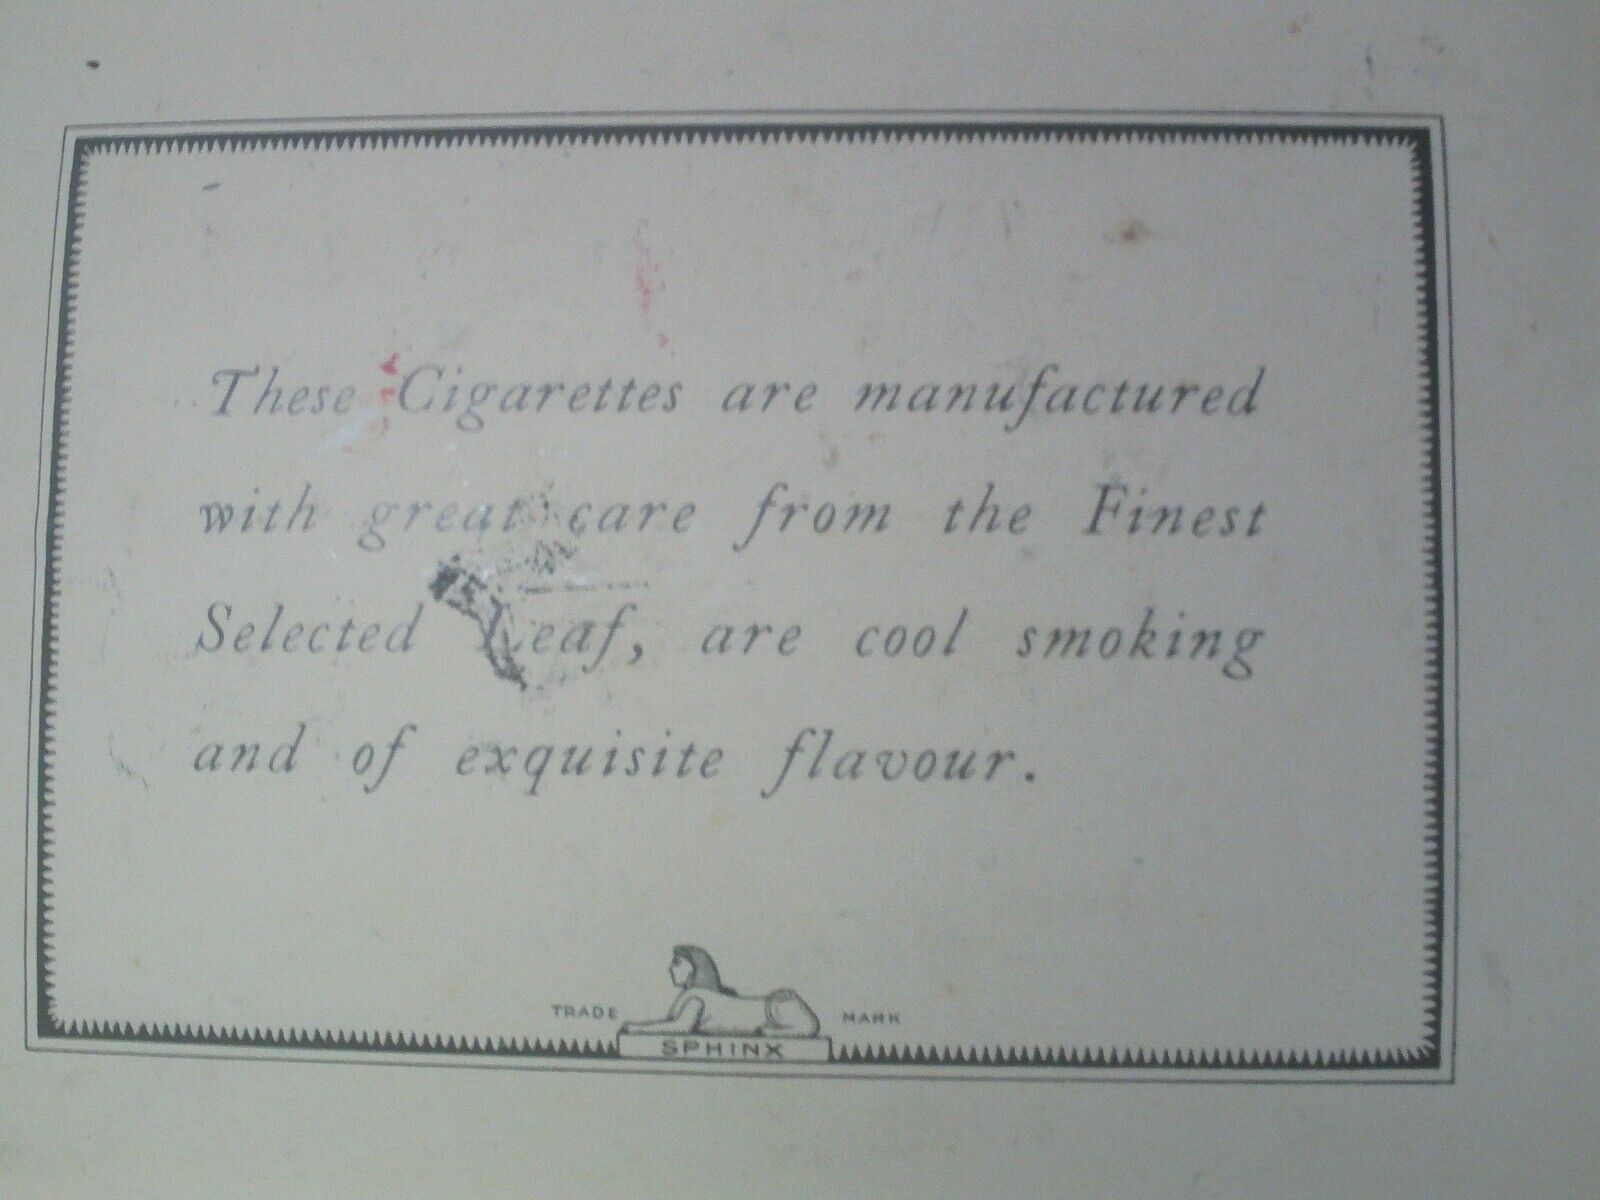 These Cigarettes are manufactured
with great care from the Finest
Selected Leaf, are cool smoking
and of exquisite flavour.
TRADE MARK
SPHINX